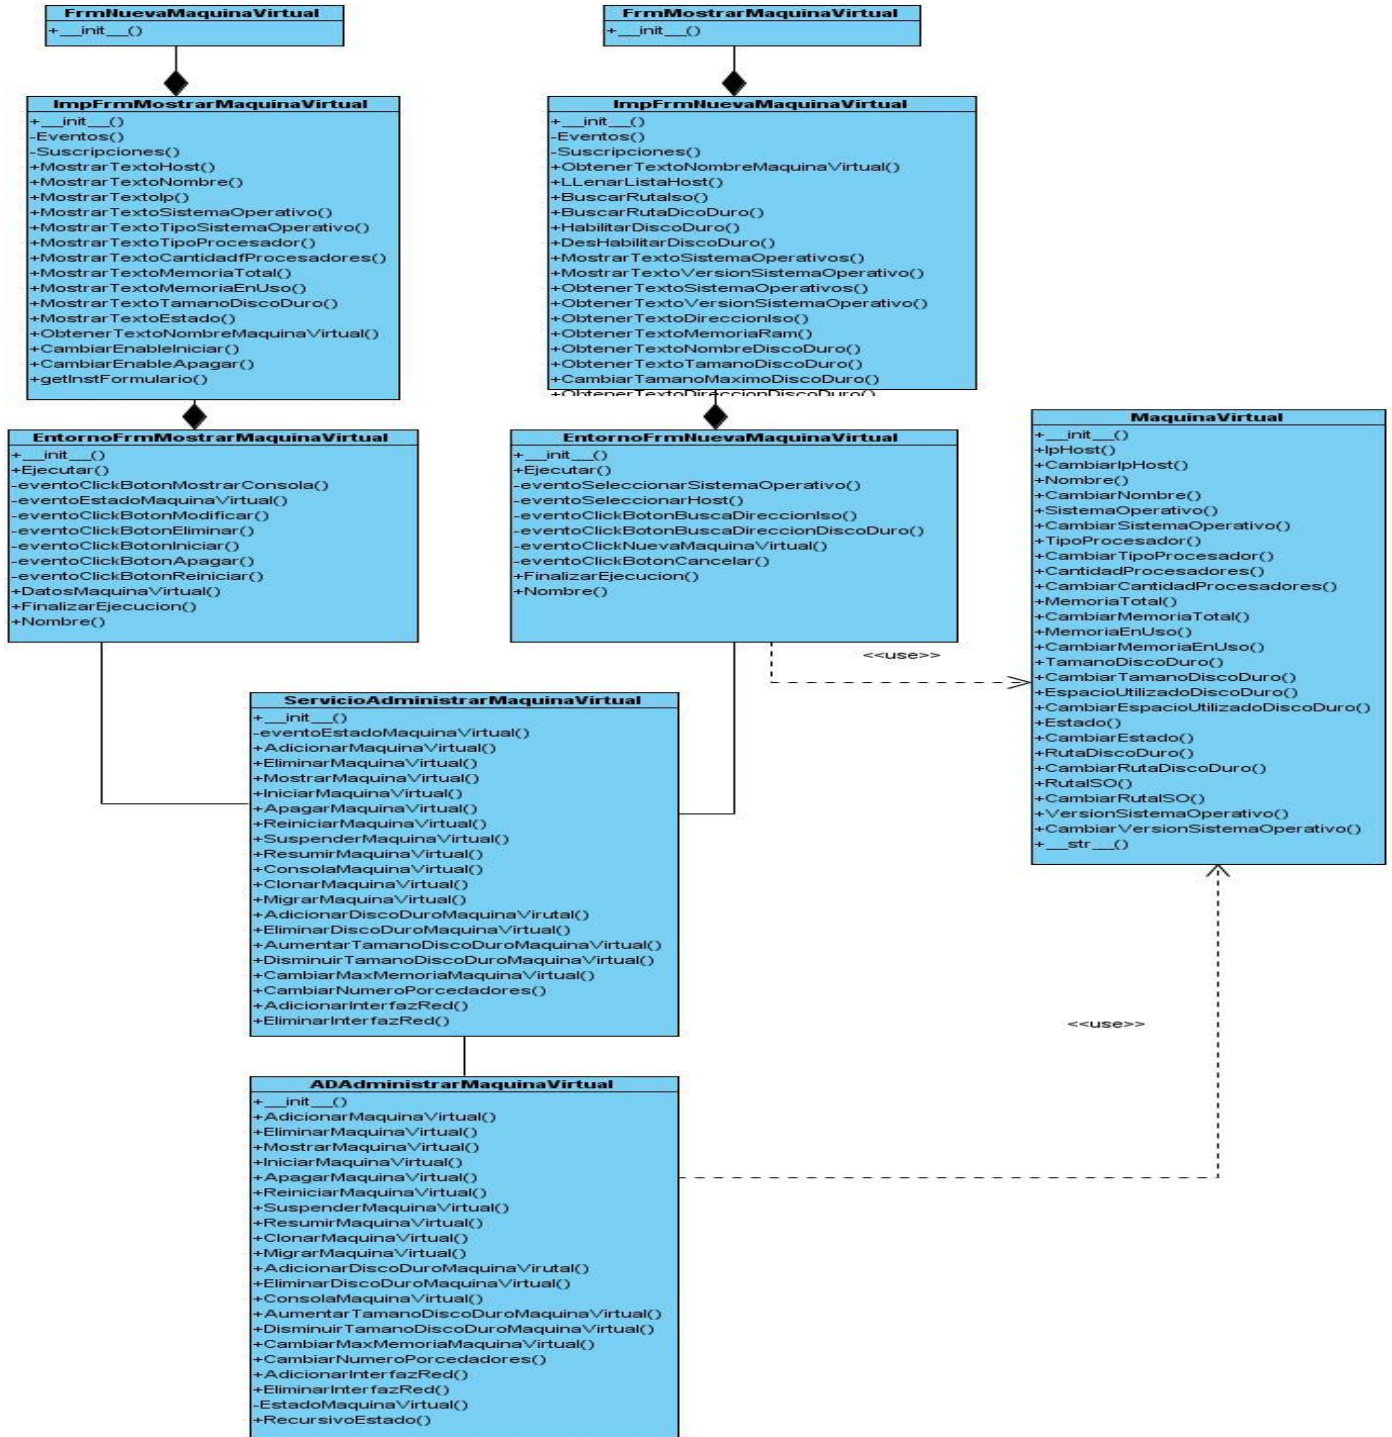 FrmNuevaMaquinaVirtual
+__init__()
FrmMostrarMaquinaVirtual
+__init__()
ImpFrmMostrarMaquinaVirtual
+__init__()
-Eventos()
-Suscripciones()
+MostrarTextoHost()
+MostrarTextoNombre()
+MostrarTextoIp()
+MostrarTextoSistemaOperativo()
+MostrarTextoTipoSistemaOperativo()
+MostrarTextoTipoProcesador()
+MostrarTextoCantidadfProcesadores()
+MostrarTextoMemoriaTotal()
+MostrarTextoMemoriaEnUso()
+MostrarTextoTamanoDiscoDuro()
+MostrarTextoEstado()
+ObtenerTextoNombreMaquinaVirtual()
+CambiarEnableIniciar()
+CambiarEnableApagar()
+getInstFormulario()
ImpFrmNuevaMaquinaVirtual
+__init__()
-Eventos()
-Suscripciones()
+ObtenerTextoNombreMaquinaVirtual()
+LLenarListaHost()
+BuscarRutaIso()
+BuscarRutaDicoDuro()
+HabilitarDiscoDuro()
+DesHabilitarDiscoDuro()
+MostrarTextoSistemaOperativos()
+MostrarTextoVersionSistemaOperativo()
+ObtenerTextoSistemaOperativos()
+ObtenerTextoVersionSistemaOperativo()
+ObtenerTextoDireccionIso()
+ObtenerTextoMemoriaRam()
+ObtenerTextoNombreDiscoDuro()
+ObtenerTextoTamanoDiscoDuro()
+CambiarTamanoMaximoDiscoDuro()
+ObtenerTextoDireccionDiscoDuro()
EntornoFrmMostrarMaquinaVirtual
+__init__()
+Ejecutar()
-eventoClickBotonMostrarConsola()
-eventoEstadoMaquinaVirtual()
-eventoClickBotonModificar()
-eventoClickBotonEliminar()
-eventoClickBotonIniciar()
-eventoClickBotonApagar()
-eventoClickBotonReiniciar()
+DatosMaquinaVirtual()
+FinalizarEjecucion()
+Nombre()
EntornoFrmNuevaMaquinaVirtual
+__init__()
+Ejecutar()
-eventoSeleccionarSistemaOperativo()
-eventoSeleccionarHost()
-eventoClickBotonBuscaDireccionIso()
-eventoClickBotonBuscaDireccionDiscoDuro()
-eventoClickNuevaMaquinaVirtual()
-eventoClickBotonCancelar()
+FinalizarEjecucion()
+Nombre()
MaquinaVirtual
+__init__()
+IpHost()
+CambiarIpHost()
+Nombre()
+CambiarNombre()
+SistemaOperativo()
+CambiarSistemaOperativo()
+TipoProcesador()
+CambiarTipoProcesador()
+CantidadProcesadores()
+CambiarCantidadProcesadores()
+MemoriaTotal()
+CambiarMemoriaTotal()
+MemoriaEnUso()
+CambiarMemoriaEnUso()
+TamanoDiscoDuro()
+CambiarTamanoDiscoDuro()
+EspacioUtilizadoDiscoDuro()
+CambiarEspacioUtilizadoDiscoDuro()
+Estado()
+CambiarEstado()
+RutaDiscoDuro()
+CambiarRutaDiscoDuro()
+RutaISO()
+CambiarRutaISO()
+VersionSistemaOperativo()
+CambiarVersionSistemaOperativo()
+__str__()
<<use>>
ServicioAdministrarMaquinaVirtual
+__init__()
-eventoEstadoMaquinaVirtual()
+AdicionarMaquinaVirtual()
+EliminarMaquinaVirtual()
+MostrarMaquinaVirtual()
+IniciarMaquinaVirtual()
+ApagarMaquinaVirtual()
+ReiniciarMaquinaVirtual()
+SuspenderMaquinaVirtual()
+ResumirMaquinaVirtual()
+ConsolaMaquinaVirtual()
+ClonarMaquinaVirtual()
+MigrarMaquinaVirtual()
+AdicionarDiscoDuroMaquinaVirutal()
+EliminarDiscoDuroMaquinaVirtual()
+AumentarTamanoDiscoDuroMaquinaVirtual()
+DisminuirTamanoDiscoDuroMaquinaVirtual()
+CambiarMaxMemoriaMaquinaVirtual()
+CambiarNumeroPorcedadores()
+AdicionarInterfazRed()
+EliminarInterfazRed()
<<use>>
ADAdministrarMaquinaVirtual
+__init__()
+AdicionarMaquinaVirtual()
+EliminarMaquinaVirtual()
+MostrarMaquinaVirtual()
+IniciarMaquinaVirtual()
+ApagarMaquinaVirtual()
+ReiniciarMaquinaVirtual()
+SuspenderMaquinaVirtual()
+ResumirMaquinaVirtual()
+ClonarMaquinaVirtual()
+MigrarMaquinaVirtual()
+AdicionarDiscoDuroMaquinaVirutal()
+EliminarDiscoDuroMaquinaVirtual()
+ConsolaMaquinaVirtual()
+AumentarTamanoDiscoDuroMaquinaVirtual()
+DisminuirTamanoDiscoDuroMaquinaVirtual()
+CambiarMaxMemoriaMaquinaVirtual()
+CambiarNumeroPorcedadores()
+AdicionarInterfazRed()
+EliminarInterfazRed()
-EstadoMaquinaVirtual()
+RecursivoEstado()